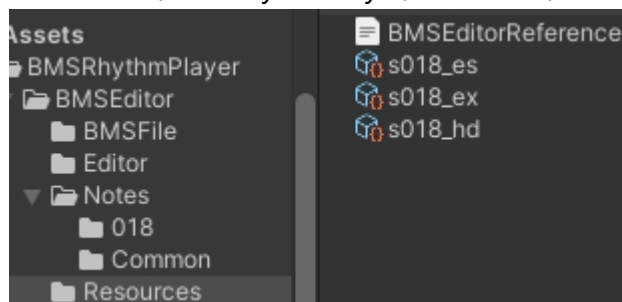 Assets
BMSRhythmPlayer
BMSEditor
BMSFile
Editor
Notes
018
Common
Resources
BMSEditorReference
s018_es
s018_ex
s018_hd